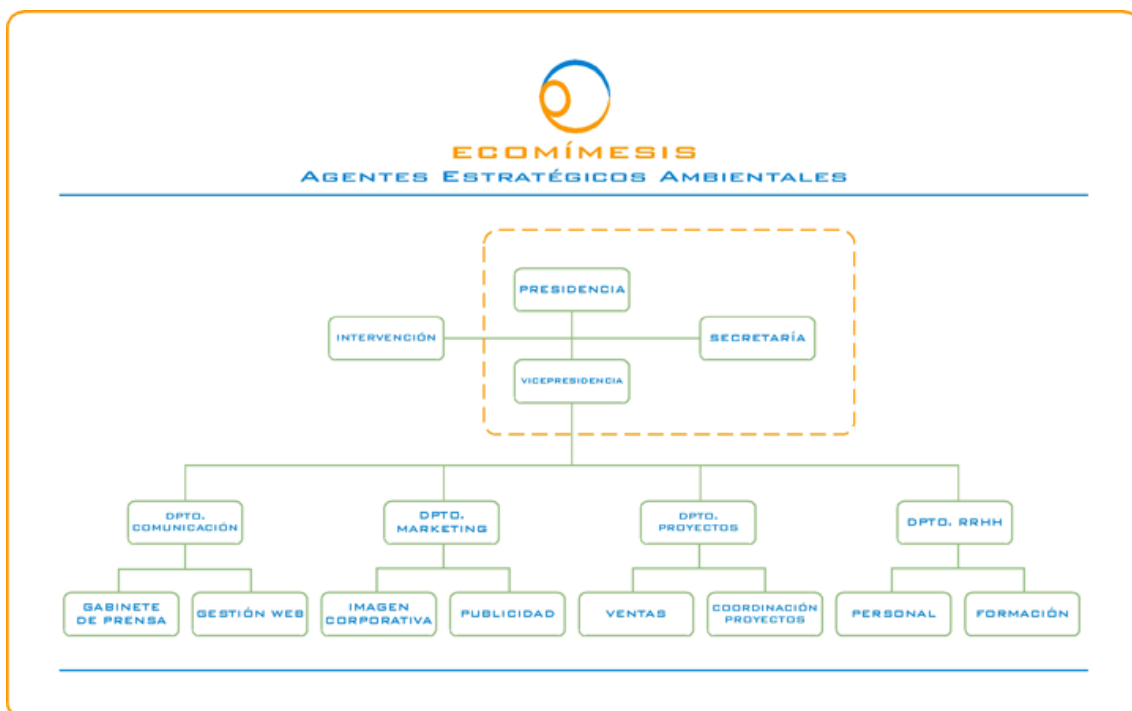 ECOMÍMESIS
AGENTES ESTRATÉGICOS AMBIENTALES
PRESIDENCIA
INTERVENCIÓN
SECRETARÍA
VICEPRESIDENCIA
DPTO.
COMUNICACIÓN
DPTO.
MARKETING
DPTO.
PROYECTOS
DPTO. RRHH
GABINETE
DE PRENSA
GESTIÓN WEB
IMAGEN
CORPORATIVA
PUBLICIDAD
VENTAS
COORDINACIÓN
PROYECTOS
PERSONAL
FORMACIÓN